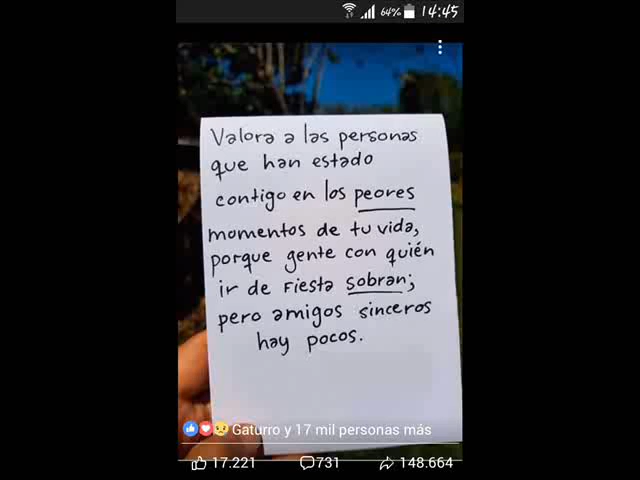 64% 14:45
Valora a las personas
que han estado
contigo en los peores
momentos de tu vida,
porque gente con quién
ir de Fiesta sobran;
pero amigos sinceros
hay pocos.
Gaturro y 17 mil personas más
17.221 731 148.664